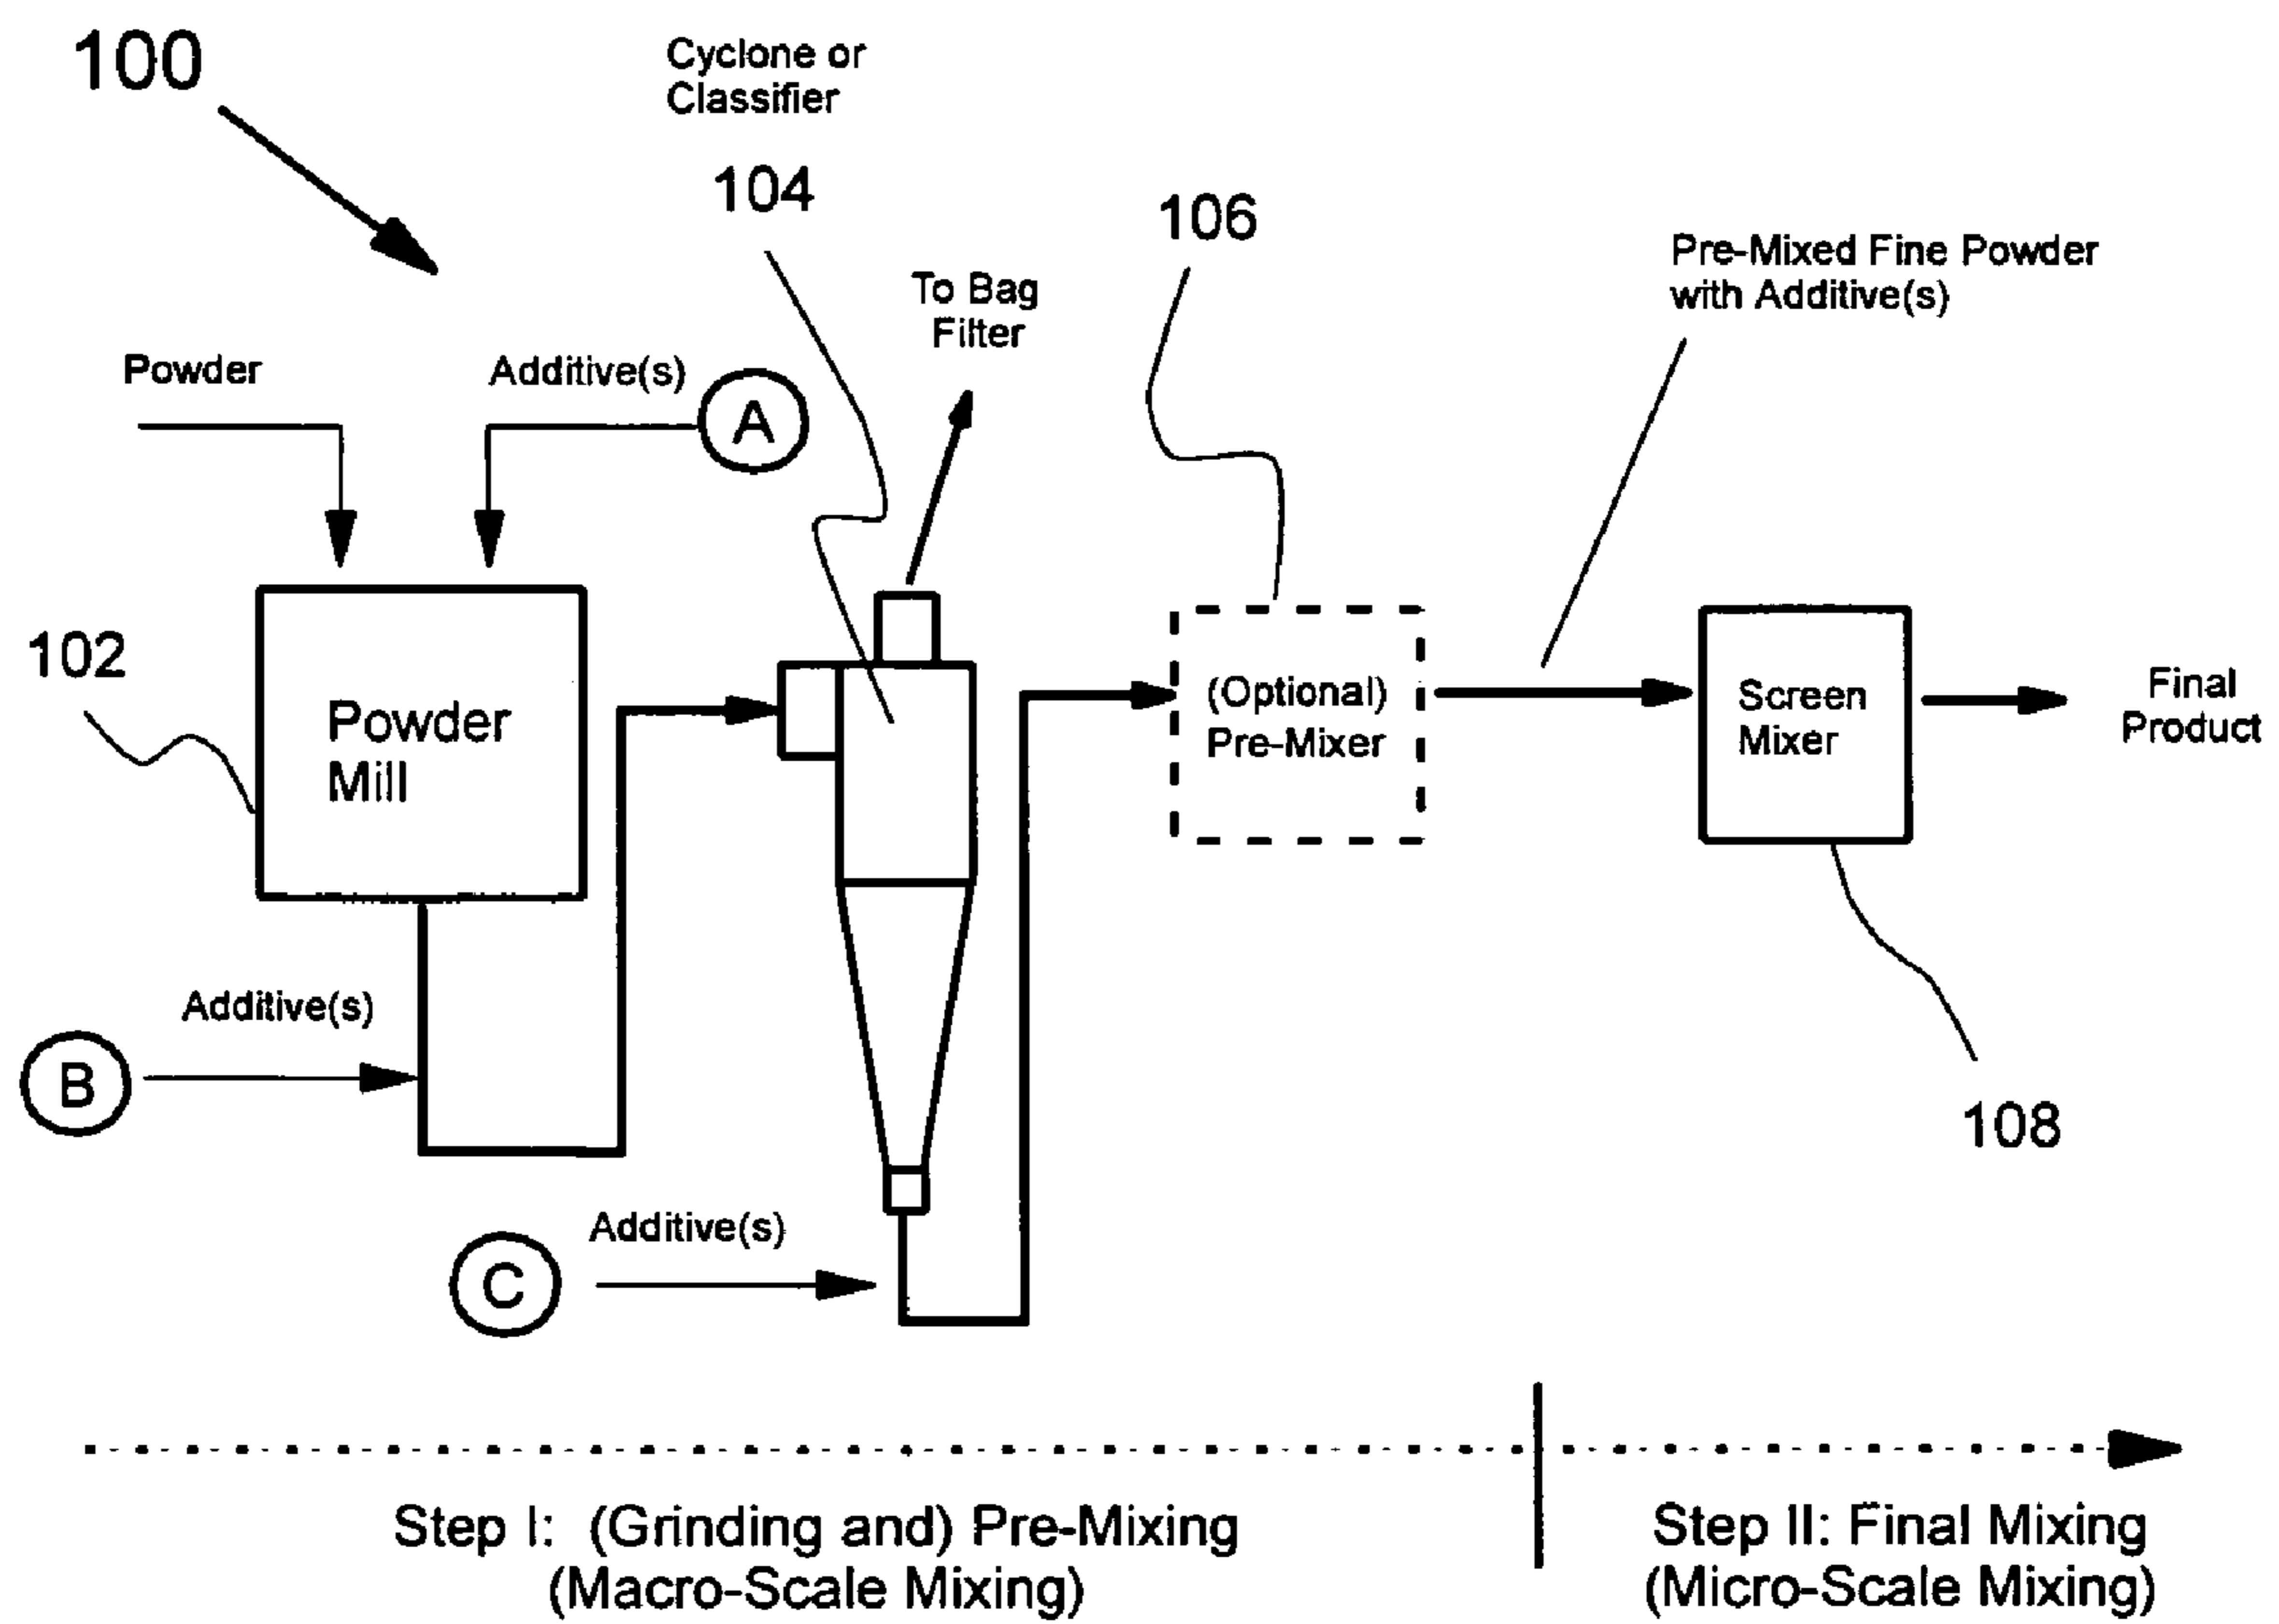 100
Cyclone or
Classifier
104
106
To Bag
Filter
Pre-Mixed Fine Powder
with Additive(s)
Powder
Additive(s)
A
102
Powder
Mill
(Optional)
Pre-Mixer
Screen
Mixer
Final
Product
Additive(s)
B
108
Additive(s)
C
Step I: (Grinding and) Pre-Mixing
(Macro-Scale Mixing)
Step II: Final Mixing
(Micro-Scale Mixing)